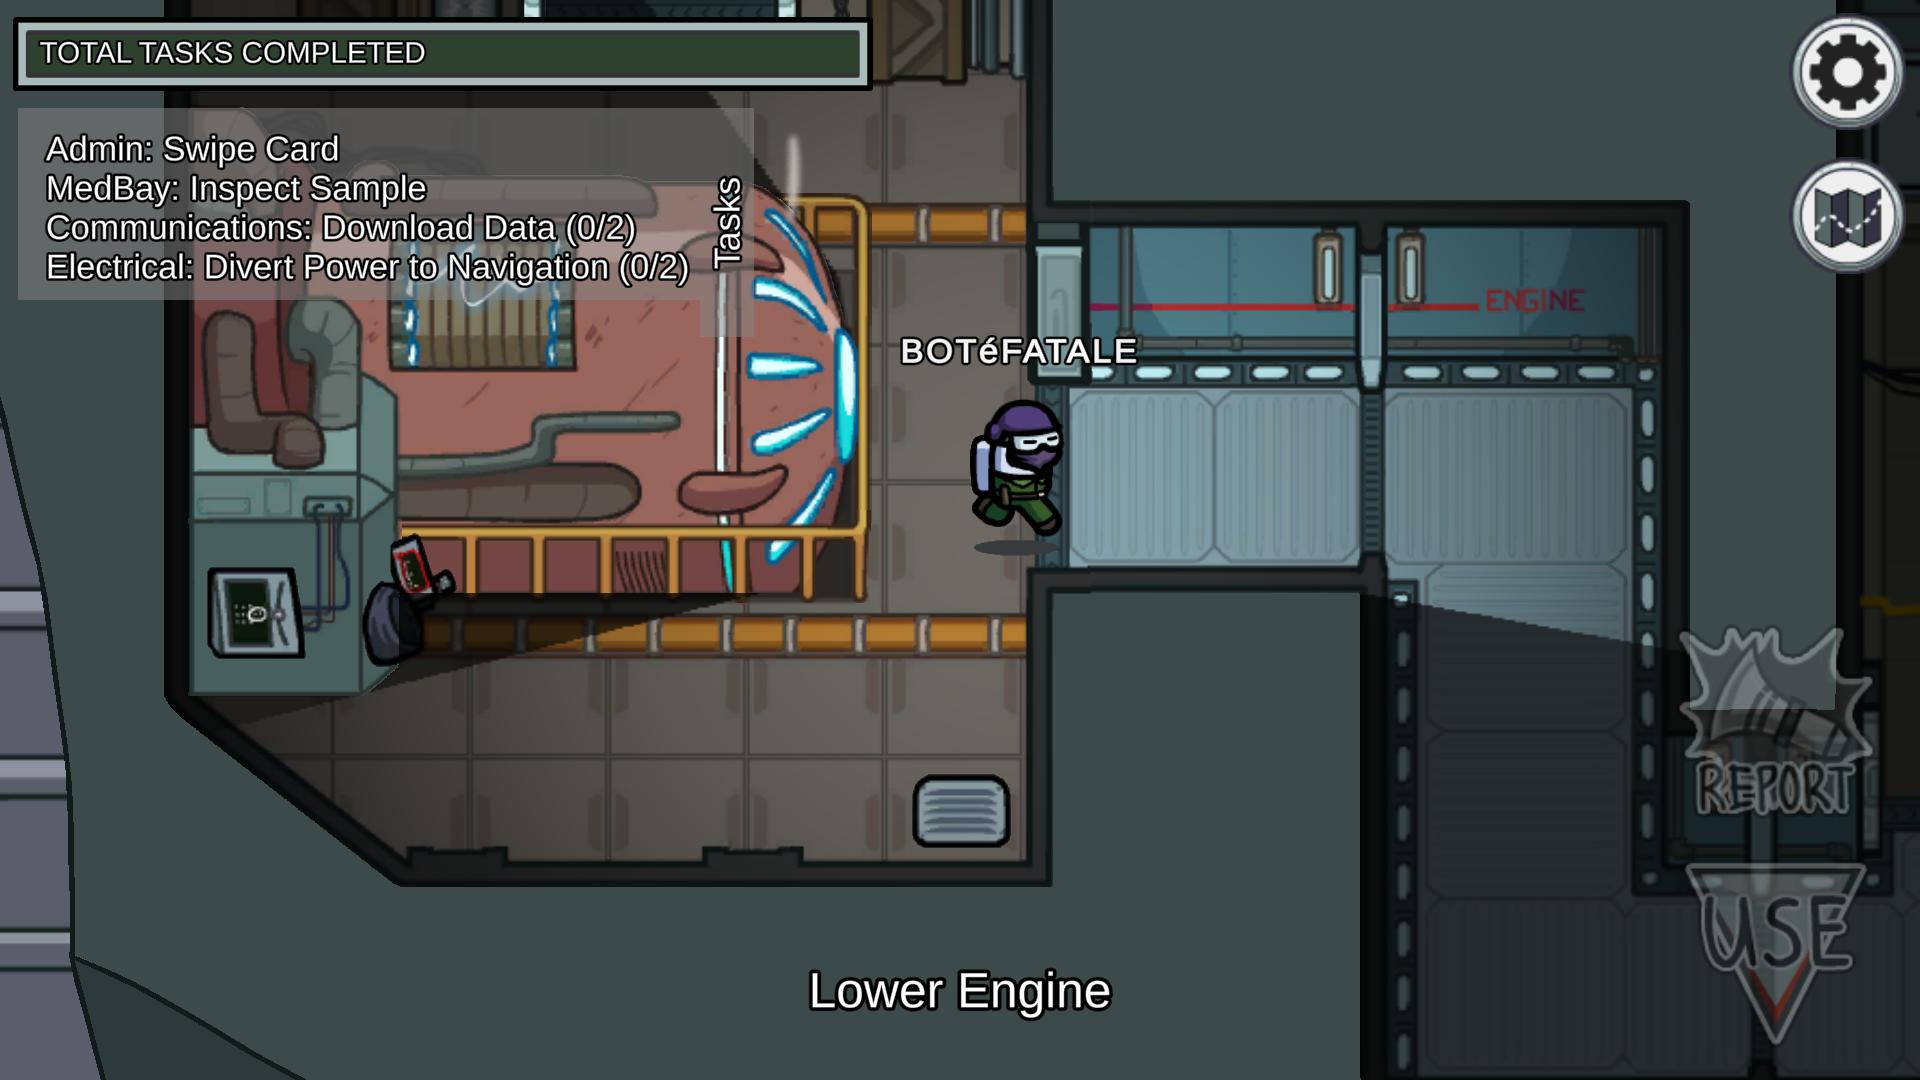 TOTAL TASKS COMPLETED
Admin: Swipe Card
MedBay: Inspect Sample
Communications: Download Data (0/2)
Electrical: Divert Power to Navigation (0/2)
Tasks
ENGINE
BOTéFATALE
REPORT
USE
Lower Engine